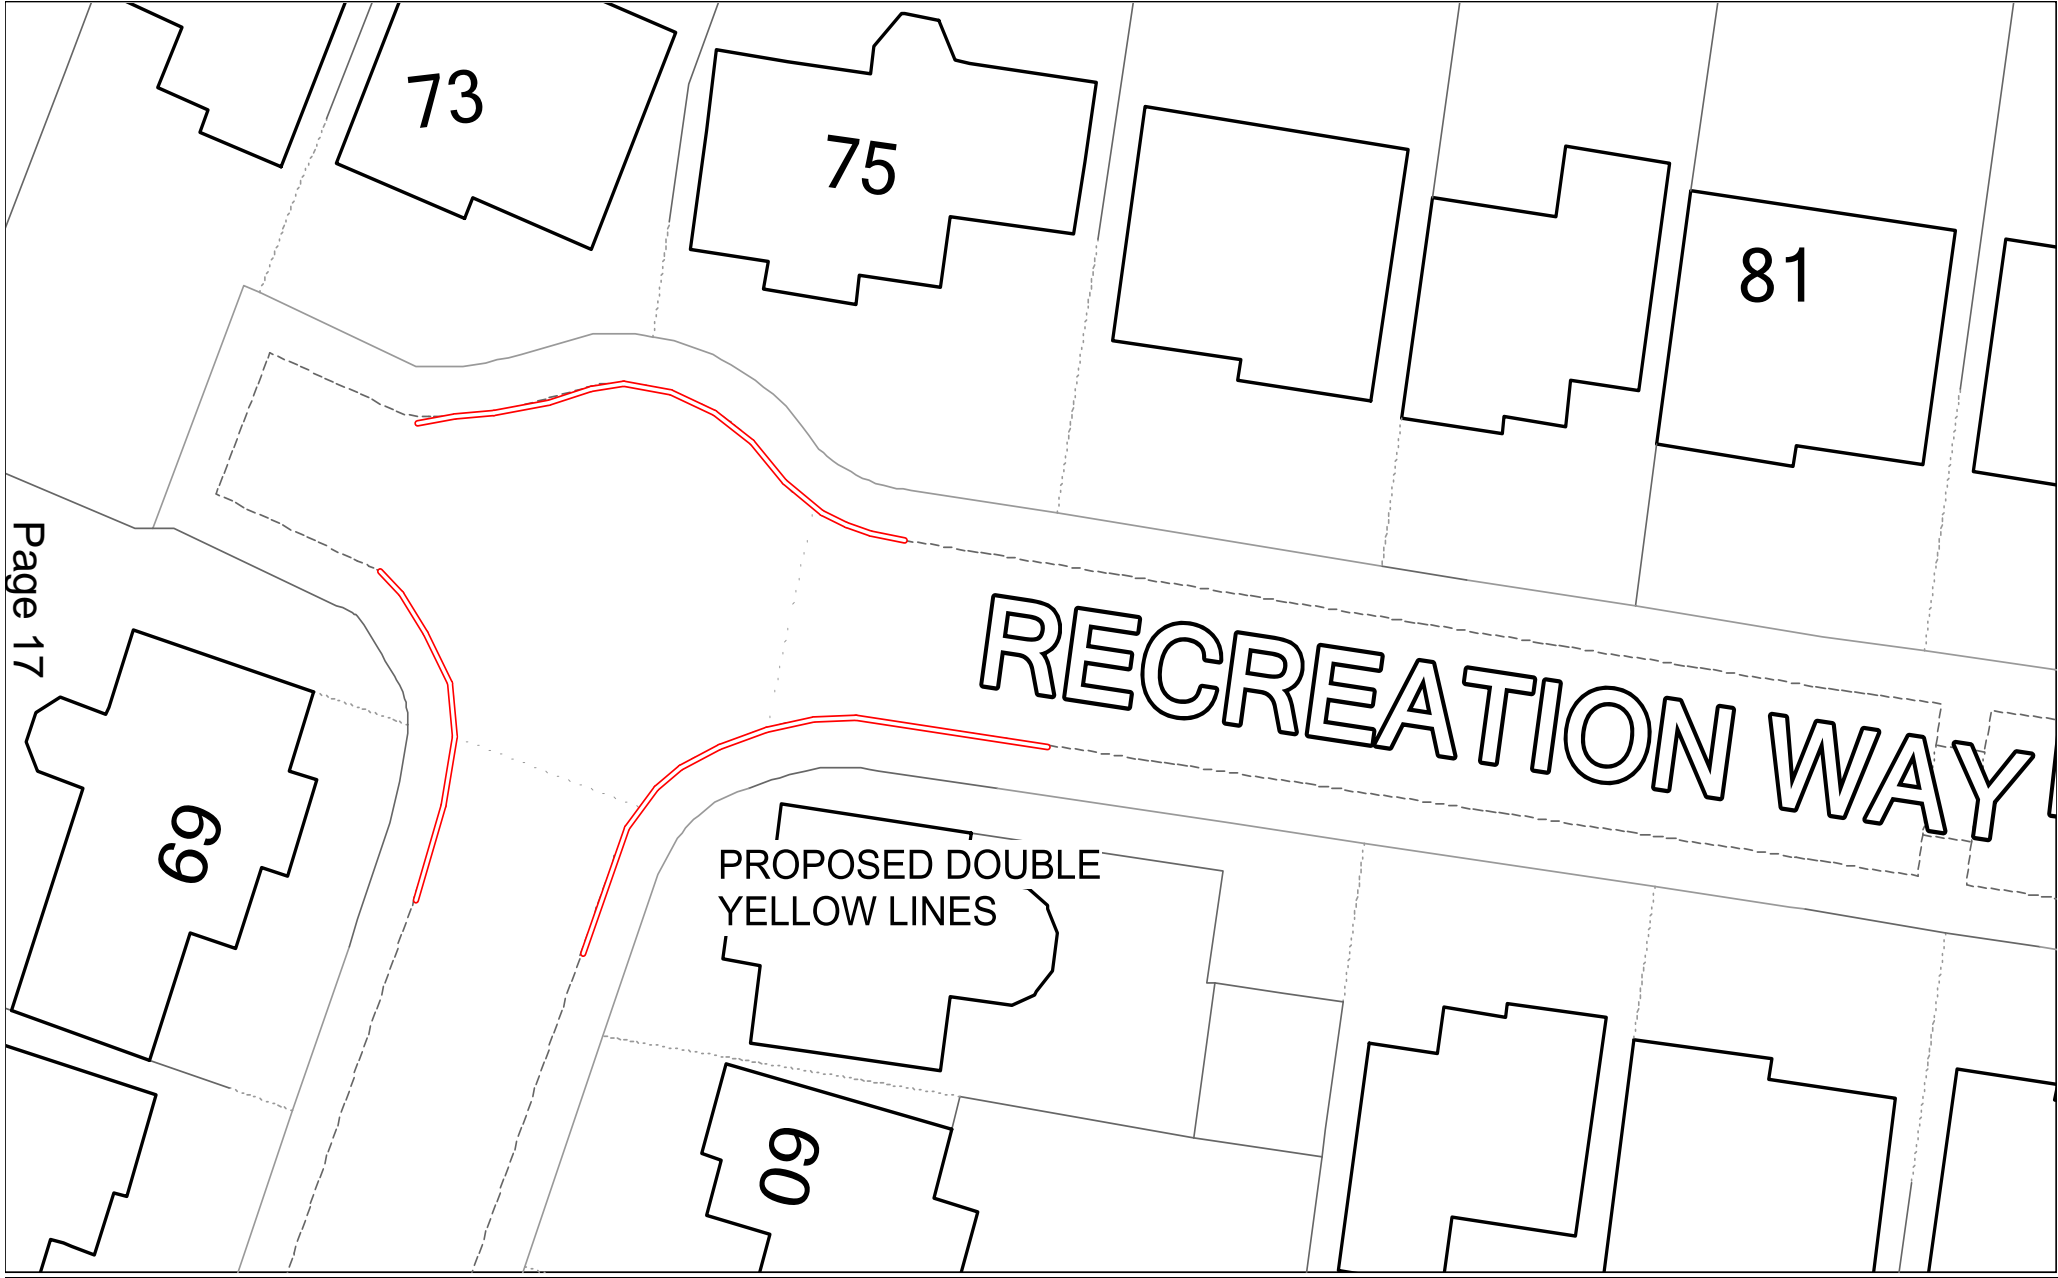 73
75
81
Page 17
RECREATION WAY
69
PROPOSED DOUBLE
YELLOW LINES
60